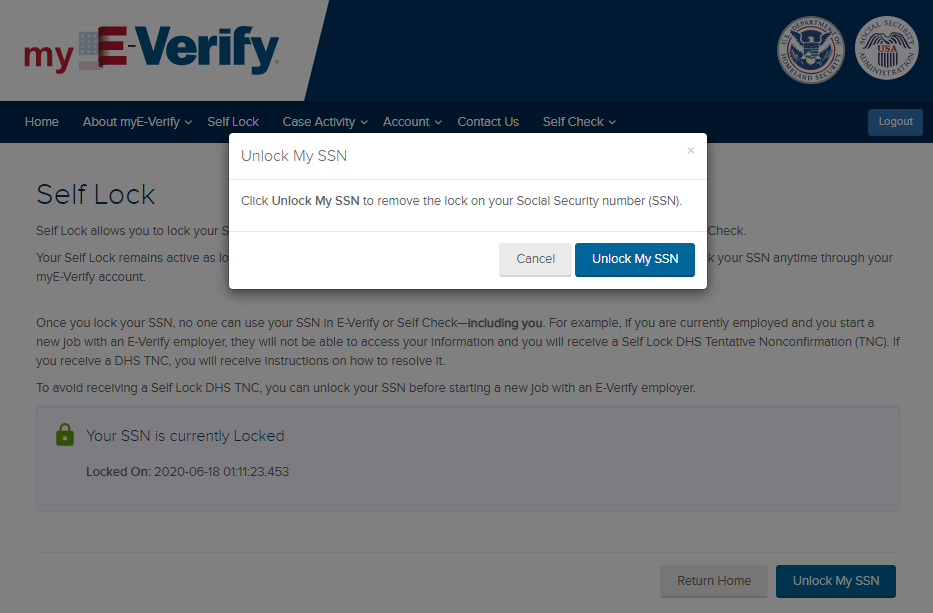 my E-Verify
U.S. DEPARTMENT OF HOMELAND SECURITY
SOCIAL SECURITY ADMINISTRATION
USA
Home About myE-Verify Self Lock Case Activity Account Contact Us Self Check Logout
Unlock My SSN ×
Click Unlock My SSN to remove the lock on your Social Security number (SSN).
Cancel Unlock My SSN
Self Lock
Self Lock allows you to lock your S Check.
Your Self Lock remains active as lo k your SSN anytime through your
myE-Verify account.
Once you lock your SSN, no one can use your SSN in E-Verify or Self Check—including you. For example, if you are currently employed and you start a
new job with an E-Verify employer, they will not be able to access your information and you will receive a Self Lock DHS Tentative Nonconfirmation (TNC). If
you receive a DHS TNC, you will receive instructions on how to resolve it.
To avoid receiving a Self Lock DHS TNC, you can unlock your SSN before starting a new job with an E-Verify employer.
Your SSN is currently Locked
Locked On: 2020-06-18 01:11:23.453
Return Home Unlock My SSN